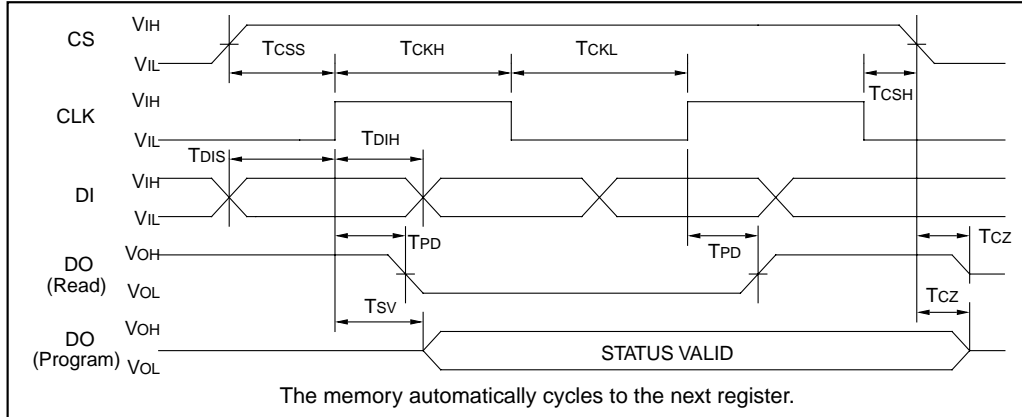 CS
VIH
VIL
TCSS
TCKH
TCKL
TCSH
CLK
VIH
VIL
TDIS
TDIH
DI
VIH
VIL
TPD
TPD
TCZ
DO
(Read)
VOH
VOL
TSV
TCZ
DO
(Program)
VOH
VOL
STATUS VALID
The memory automatically cycles to the next register.